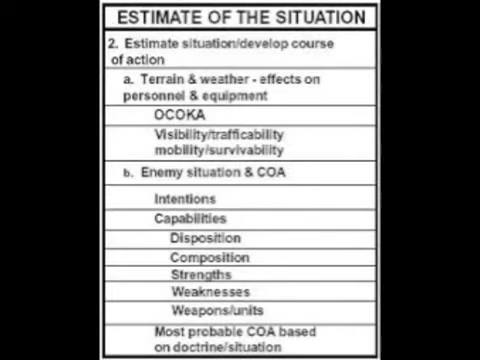 ESTIMATE OF THE SITUATION
2. Estimate situation/develop course
of action
a. Terrain & weather - effects on
personnel & equipment
OCOKA
Visibility/trafficability
mobility/survivability
b. Enemy situation & COA
Intentions
Capabilities
Disposition
Composition
Strengths
Weaknesses
Weapons/units
Most probable COA based
on doctrine/situation